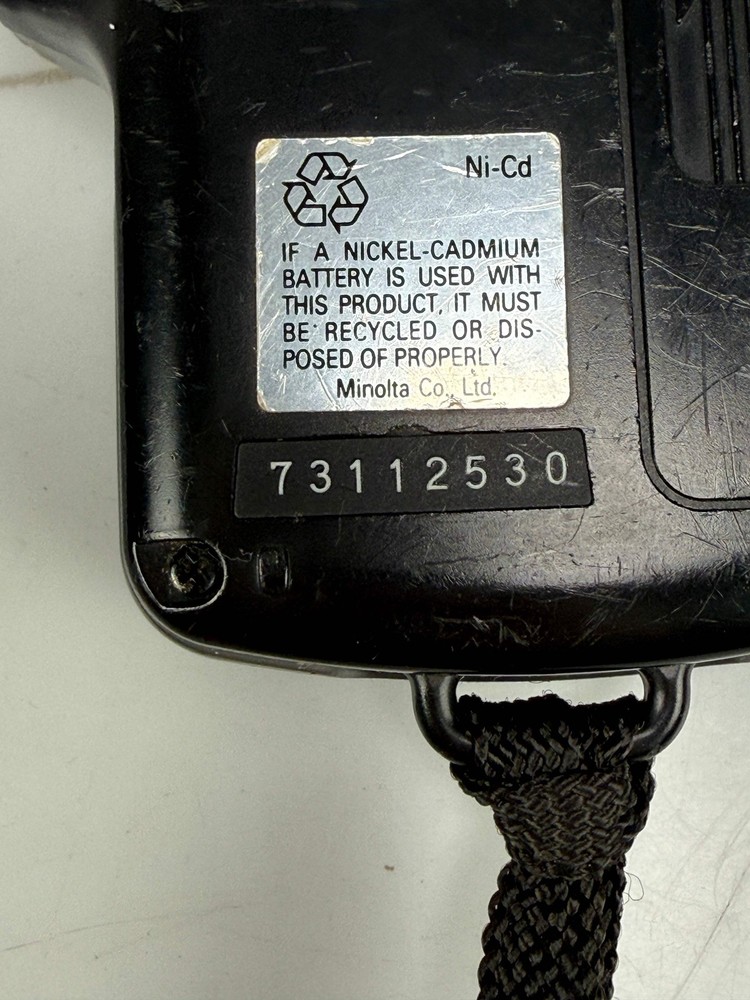 Ni-Cd
IF A NICKEL-CADMIUM
BATTERY IS USED WITH
THIS PRODUCT, IT MUST
BE RECYCLED OR DIS-
POSED OF PROPERLY.
Minolta Co., Ltd.
73112530